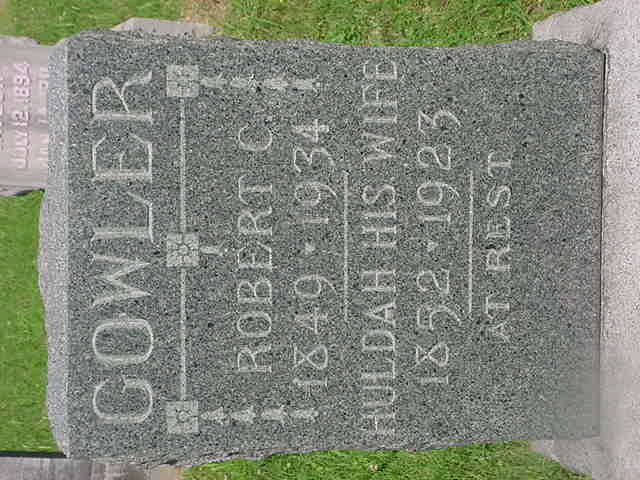 GOWLER
ROBERT C.
1849 · 1934
HULDAH HIS WIFE
1852 · 1923
AT REST